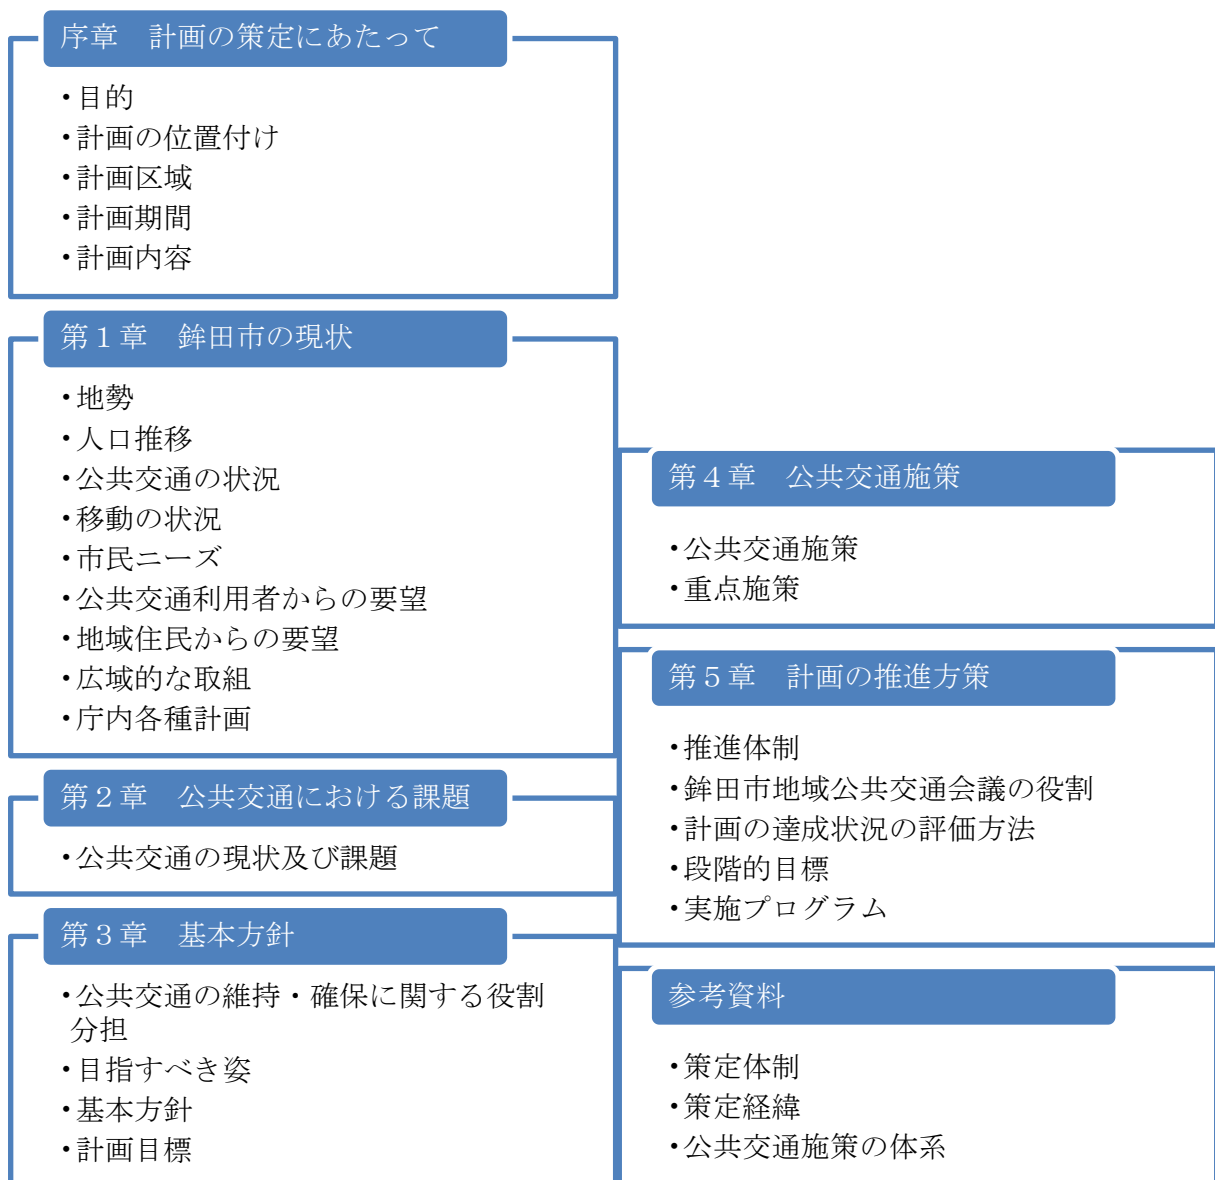 序章　計画の策定にあたって
・目的
・計画の位置付け
・計画区域
・計画期間
・計画内容
第１章　鉾田市の現状
・地勢
・人口推移
・公共交通の状況
・移動の状況
・市民ニーズ
・公共交通利用者からの要望
・地域住民からの要望
・広域的な取組
・庁内各種計画
第２章　公共交通における課題
・公共交通の現状及び課題
第３章　基本方針
・公共交通の維持・確保に関する役割
分担
・目指すべき姿
・基本方針
・計画目標
第４章　公共交通施策
・公共交通施策
・重点施策
第５章　計画の推進方策
・推進体制
・鉾田市地域公共交通会議の役割
・計画の達成状況の評価方法
・段階的目標
・実施プログラム
参考資料
・策定体制
・策定経緯
・公共交通施策の体系